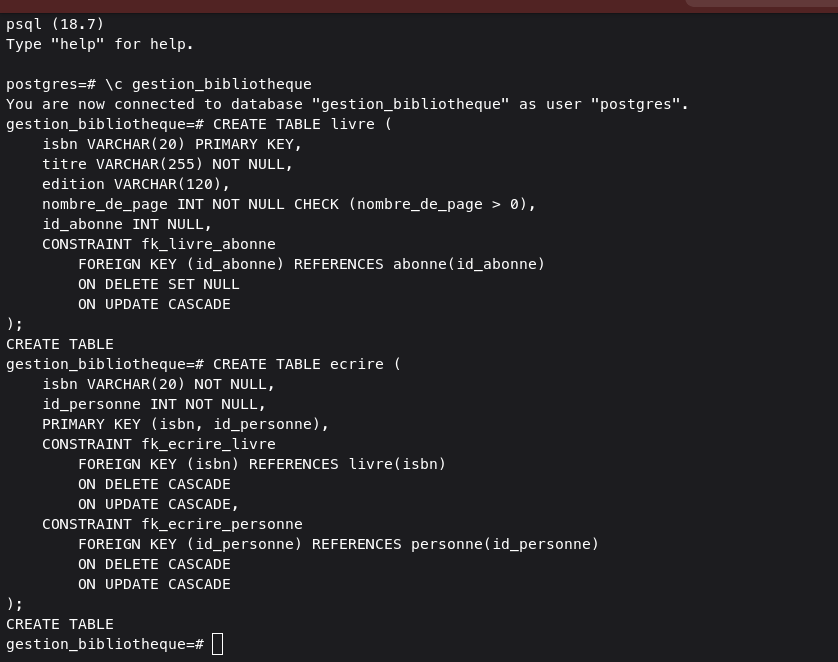 psql (18.7)
Type "help" for help.

postgres=# \c gestion_bibliotheque
You are now connected to database "gestion_bibliotheque" as user "postgres".
gestion_bibliotheque=# CREATE TABLE livre (
    isbn VARCHAR(20) PRIMARY KEY,
    titre VARCHAR(255) NOT NULL,
    edition VARCHAR(120),
    nombre_de_page INT NOT NULL CHECK (nombre_de_page > 0),
    id_abonne INT NULL,
    CONSTRAINT fk_livre_abonne
        FOREIGN KEY (id_abonne) REFERENCES abonne(id_abonne)
        ON DELETE SET NULL
        ON UPDATE CASCADE
);
CREATE TABLE
gestion_bibliotheque=# CREATE TABLE ecrire (
    isbn VARCHAR(20) NOT NULL,
    id_personne INT NOT NULL,
    PRIMARY KEY (isbn, id_personne),
    CONSTRAINT fk_ecrire_livre
        FOREIGN KEY (isbn) REFERENCES livre(isbn)
        ON DELETE CASCADE
        ON UPDATE CASCADE,
    CONSTRAINT fk_ecrire_personne
        FOREIGN KEY (id_personne) REFERENCES personne(id_personne)
        ON DELETE CASCADE
        ON UPDATE CASCADE
);
CREATE TABLE
gestion_bibliotheque=#